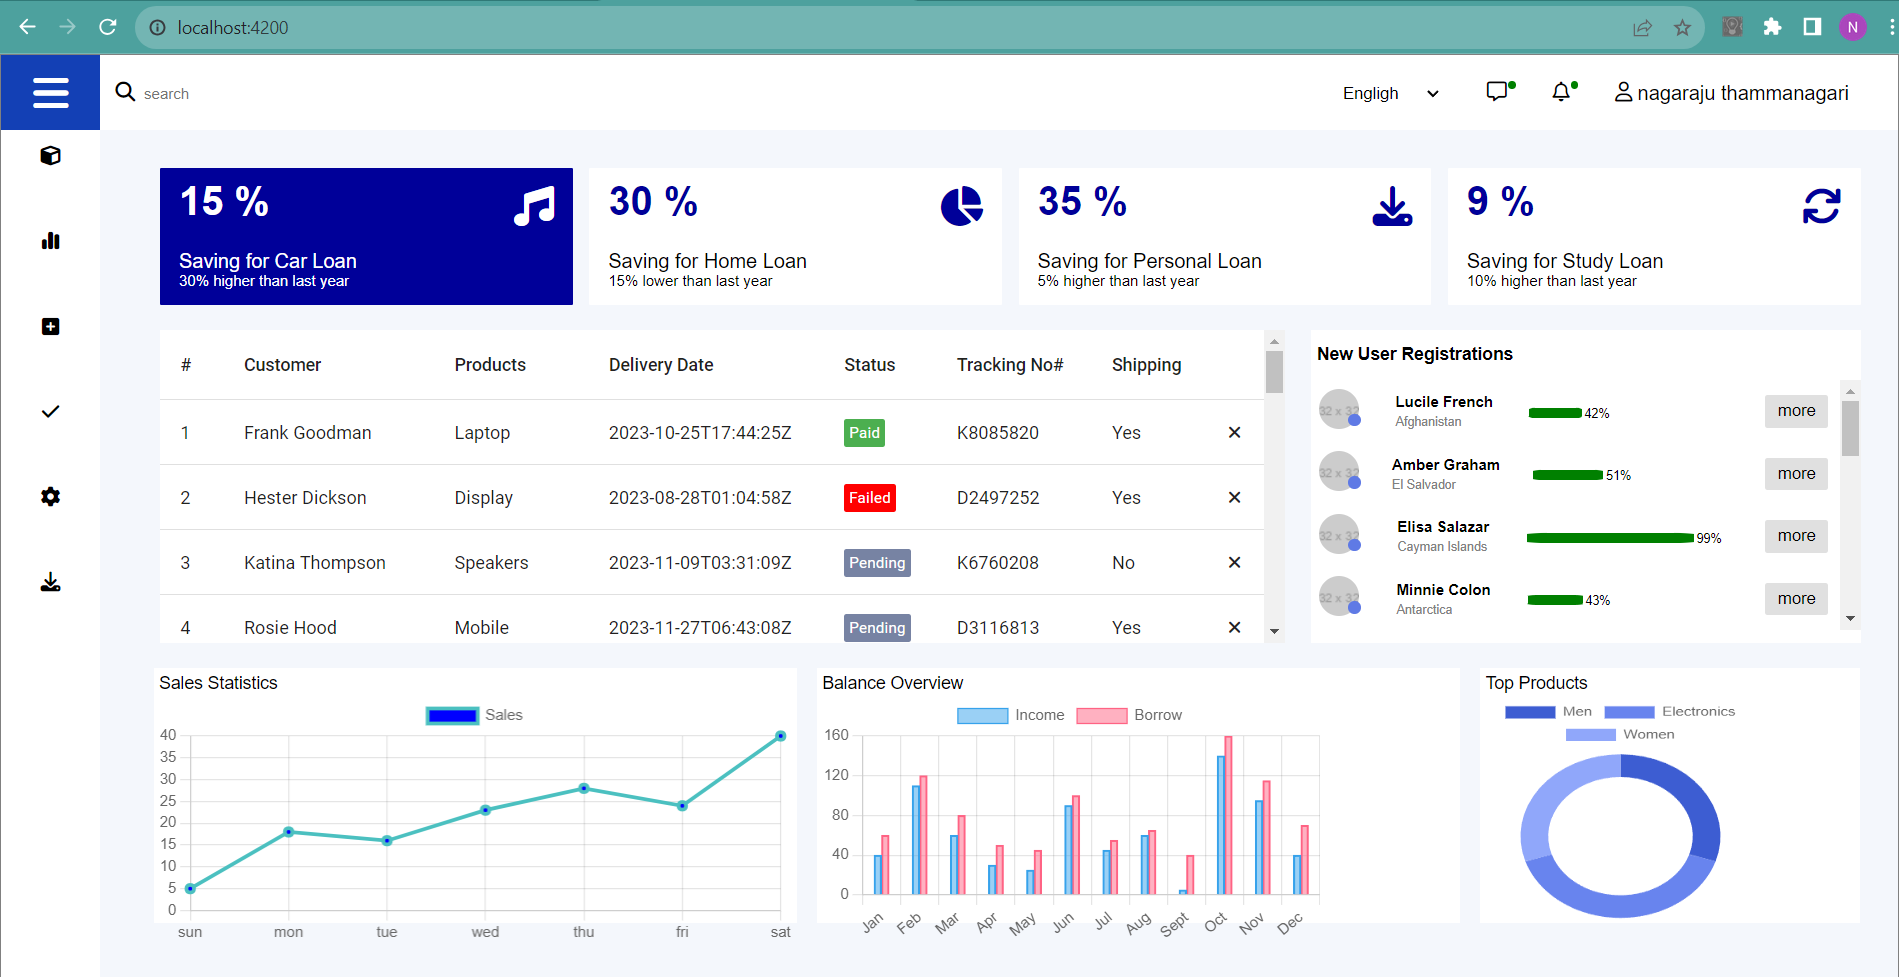 localhost:4200
N
search
Engligh
nagaraju thammanagari
15 %
Saving for Car Loan
30% higher than last year
30 %
Saving for Home Loan
15% lower than last year
35 %
Saving for Personal Loan
5% higher than last year
9 %
Saving for Study Loan
10% higher than last year
# Customer Products Delivery Date Status Tracking No# Shipping
1 Frank Goodman Laptop 2023-10-25T17:44:25Z Paid K8085820 Yes ✕
2 Hester Dickson Display 2023-08-28T01:04:58Z Failed D2497252 Yes ✕
3 Katina Thompson Speakers 2023-11-09T03:31:09Z Pending K6760208 No ✕
4 Rosie Hood Mobile 2023-11-27T06:43:08Z Pending D3116813 Yes ✕
New User Registrations
32 x 32 Lucile French 42% more
Afghanistan
32 x 32 Amber Graham 51% more
El Salvador
32 x 32 Elisa Salazar 99% more
Cayman Islands
32 x 32 Minnie Colon 43% more
Antarctica
Sales Statistics
Sales
40
35
30
25
20
15
10
5
0
sun mon tue wed thu fri sat
Balance Overview
Income Borrow
160
120
80
40
0
Jan Feb Mar Apr May Jun Jul Aug Sept Oct Nov Dec
Top Products
Men Electronics
Women